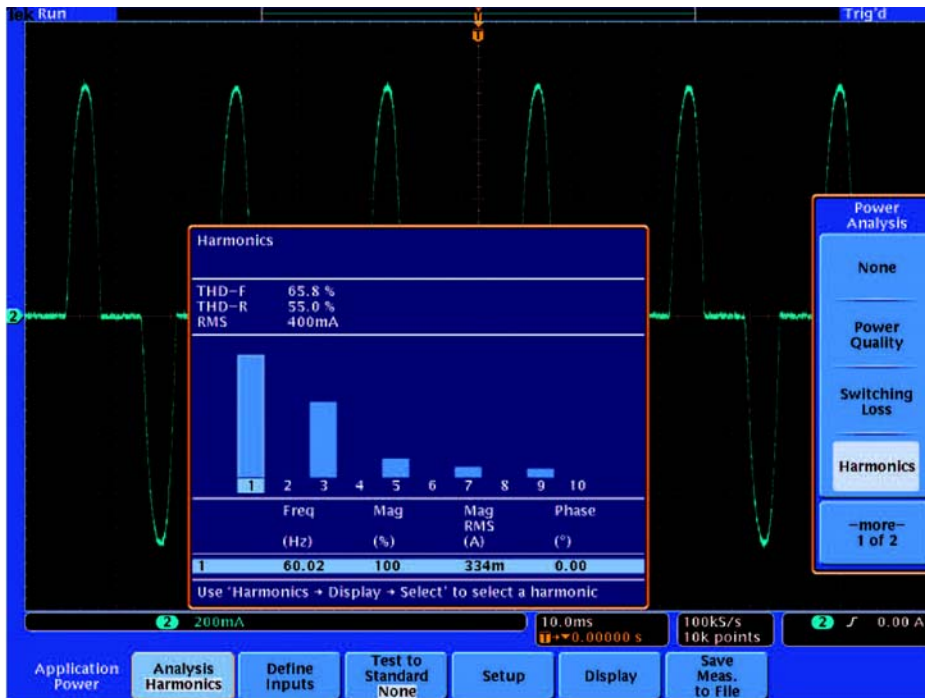 Tek Run Trig'd
T
T
2
Harmonics
THD-F 65.8 %
THD-R 55.0 %
RMS 400mA
1 2 3 4 5 6 7 8 9 10
Freq Mag Mag RMS Phase
(Hz) (%) (A) (°)
1 60.02 100 334m 0.00
Use 'Harmonics → Display → Select' to select a harmonic
Power
Analysis
None
Power
Quality
Switching
Loss
Harmonics
-more-
1 of 2
2 200mA 10.0ms 100kS/s 2 ∫ 0.00 A
T→▼0.00000 s 10k points
Application
Power
Analysis
Harmonics
Define
Inputs
Test to
Standard
None
Setup
Display
Save
Meas.
to File